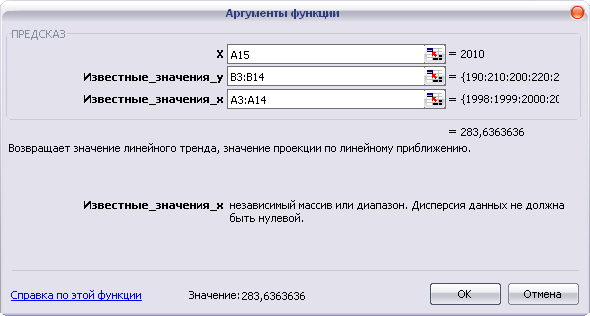 Аргументы функции
ПРЕДСКАЗ
X A15 = 2010
Известные_значения_y B3:B14 = {190:210:200:220:2
Известные_значения_x A3:A14 = {1998:1999:2000:20
= 283,6363636
Возвращает значение линейного тренда, значение проекции по линейному приближению.
Известные_значения_x независимый массив или диапазон. Дисперсия данных не должна
быть нулевой.
Справка по этой функции Значение: 283,6363636 ОК Отмена